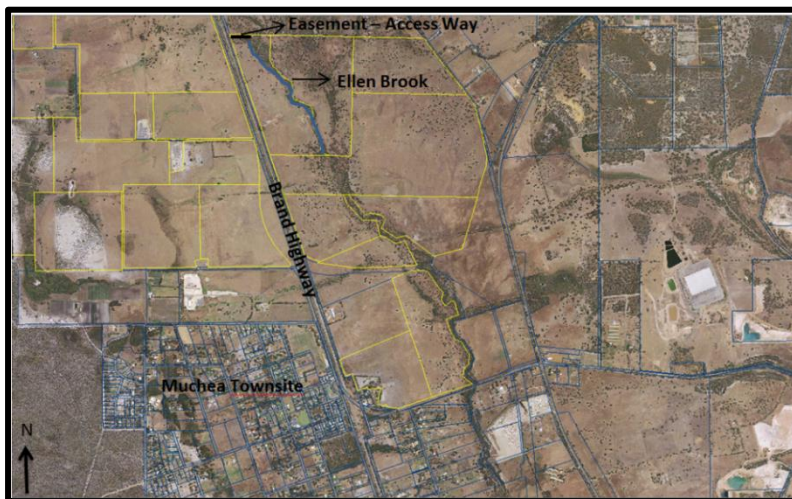 Easement – Access Way
Ellen Brook
Brand Highway
Muchea Townsite
N